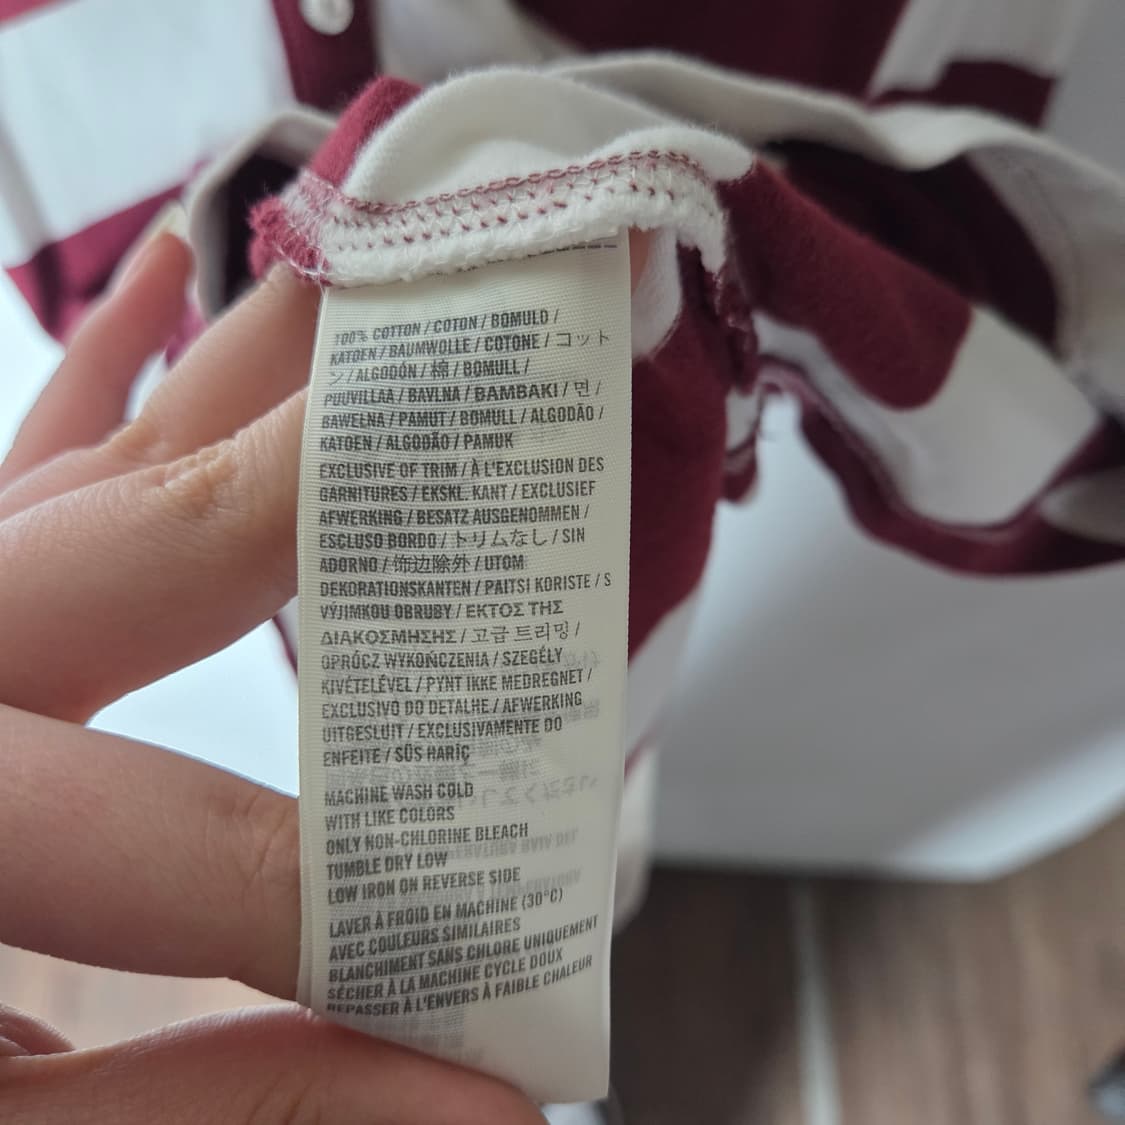 100% COTTON / COTON / BOMULD /
KATOEN / BAUMWOLLE / COTONE / コット
ン / ALGODÓN / 棉 / BOMULL /
PUUVILLAA / BAVLNA / BAMBAKI / 면 /
BAWEŁNA / PAMUT / BOMULL / ALGODÃO /
KATOEN / ALGODÃO / PAMUK
EXCLUSIVE OF TRIM / À L'EXCLUSION DES
GARNITURES / EKSKL. KANT / EXCLUSIEF
AFWERKING / BESATZ AUSGENOMMEN /
ESCLUSO BORDO / トリムなし / SIN
ADORNO / 饰边除外 / UTOM
DEKORATIONSKANTEN / PAITSI KORISTE / S
VÝJIMKOU OBRUBY / ΕΚΤΟΣ ΤΗΣ
ΔΙΑΚΟΣΜΗΣΗΣ / 고급 트리밍 /
OPRÓCZ WYKOŃCZENIA / SZEGÉLY
KIVÉTELÉVEL / PYNT IKKE MEDREGNET /
EXCLUSIVO DO DETALHE / AFWERKING
UITGESLUIT / EXCLUSIVAMENTE DO
ENFEITE / SÜS HARİÇ
MACHINE WASH COLD
WITH LIKE COLORS
ONLY NON-CHLORINE BLEACH
TUMBLE DRY LOW
LOW IRON ON REVERSE SIDE
LAVER À FROID EN MACHINE (30°C)
AVEC COULEURS SIMILAIRES
BLANCHIMENT SANS CHLORE UNIQUEMENT
SÉCHER À LA MACHINE CYCLE DOUX
REPASSER À L'ENVERS À FAIBLE CHALEUR